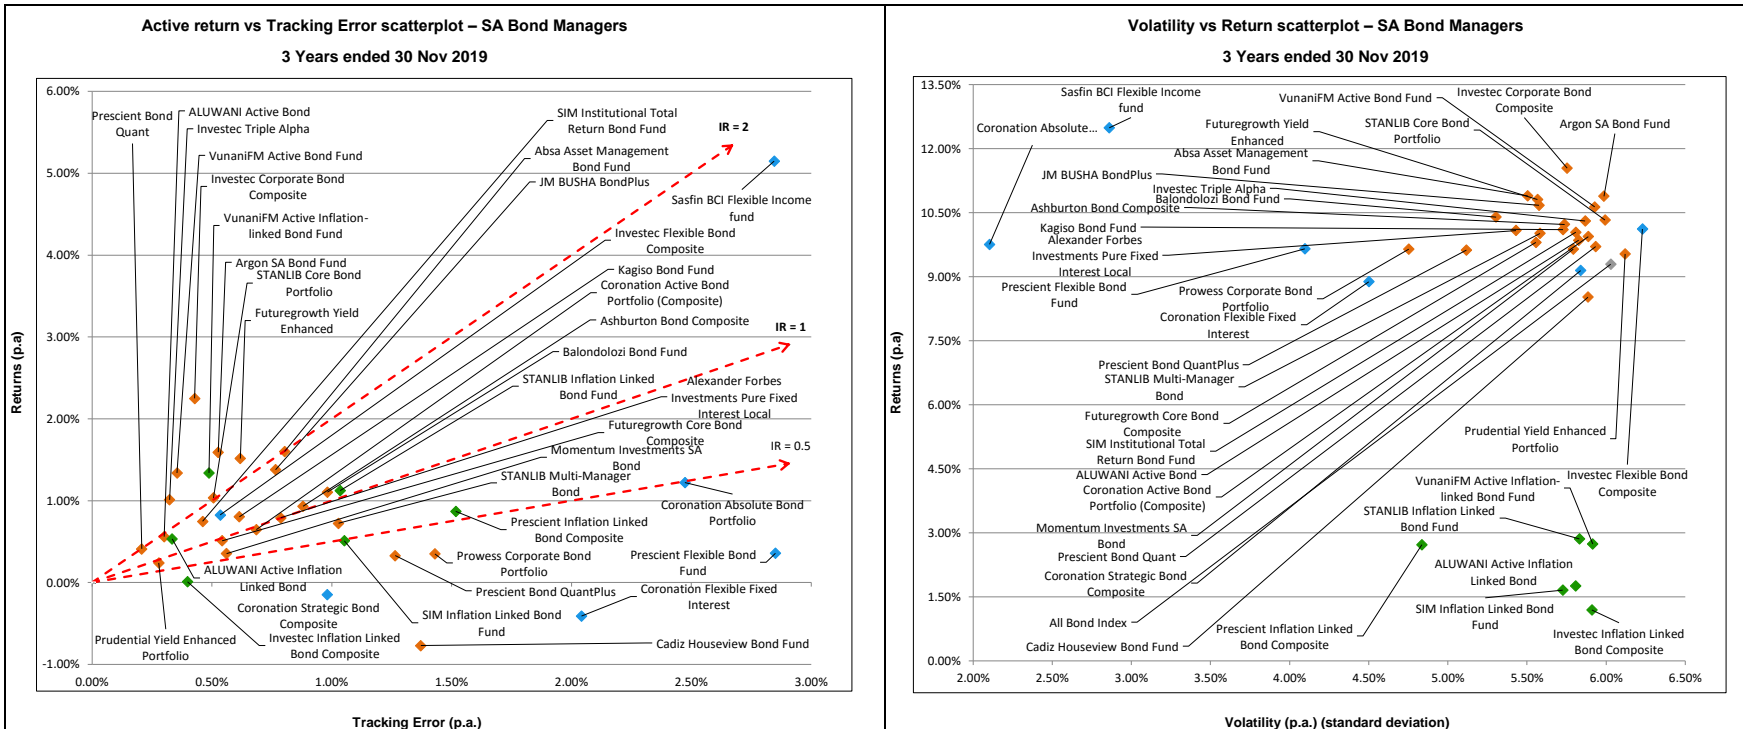 Active return vs Tracking Error scatterplot – SA Bond Managers
3 Years ended 30 Nov 2019
6.00%
5.00%
4.00%
3.00%
2.00%
1.00%
0.00%
-1.00%
Returns (p.a)
0.00%
0.50%
1.00%
1.50%
2.00%
2.50%
3.00%
Tracking Error (p.a.)
Prescient Bond
Quant
ALUWANI Active Bond
Investec Triple Alpha
VunaniFM Active Bond Fund
Investec Corporate Bond
Composite
VunaniFM Active Inflation-
linked Bond Fund
Argon SA Bond Fund
STANLIB Core Bond
Portfolio
Futuregrowth Yield
Enhanced
SIM Institutional Total
Return Bond Fund
Absa Asset Management
Bond Fund
JM BUSHA BondPlus
IR = 2
Sasfin BCI Flexible Income
fund
Investec Flexible Bond
Composite
Kagiso Bond Fund
Coronation Active Bond
Portfolio (Composite)
Ashburton Bond Composite
IR = 1
Balondolozi Bond Fund
STANLIB Inflation Linked
Bond Fund
Alexander Forbes
Investments Pure Fixed
Interest Local
Futuregrowth Core Bond
Composite
IR = 0.5
Momentum Investments SA
Bond
STANLIB Multi-Manager
Bond
Coronation Absolute Bond
Portfolio
Prescient Inflation Linked
Bond Composite
Prowess Corporate Bond
Portfolio
Prescient Flexible Bond
Fund
Prescient Bond QuantPlus
Coronation Flexible Fixed
Interest
ALUWANI Active Inflation
Linked Bond
Coronation Strategic Bond
Composite
SIM Inflation Linked Bond
Fund
Prudential Yield Enhanced
Portfolio
Investec Inflation Linked
Bond Composite
Cadiz Houseview Bond Fund
Volatility vs Return scatterplot – SA Bond Managers
3 Years ended 30 Nov 2019
13.50%
12.00%
10.50%
9.00%
7.50%
6.00%
4.50%
3.00%
1.50%
0.00%
Returns (p.a)
2.00%
2.50%
3.00%
3.50%
4.00%
4.50%
5.00%
5.50%
6.00%
6.50%
Volatility (p.a.) (standard deviation)
Sasfin BCI Flexible Income
fund
Coronation Absolute...
VunaniFM Active Bond Fund
Investec Corporate Bond
Composite
Futuregrowth Yield
Enhanced
STANLIB Core Bond
Portfolio
Argon SA Bond Fund
Absa Asset Management
Bond Fund
JM BUSHA BondPlus
Investec Triple Alpha
Balondolozi Bond Fund
Ashburton Bond Composite
Kagiso Bond Fund
Alexander Forbes
Investments Pure Fixed
Interest Local
Prescient Flexible Bond
Fund
Prowess Corporate Bond
Portfolio
Coronation Flexible Fixed
Interest
Prescient Bond QuantPlus
STANLIB Multi-Manager
Bond
Futuregrowth Core Bond
Composite
SIM Institutional Total
Return Bond Fund
ALUWANI Active Bond
Coronation Active Bond
Portfolio (Composite)
Momentum Investments SA
Bond
Prescient Bond Quant
Coronation Strategic Bond
Composite
All Bond Index
Cadiz Houseview Bond Fund
Prudential Yield Enhanced
Portfolio
Investec Flexible Bond
Composite
VunaniFM Active Inflation-
linked Bond Fund
STANLIB Inflation Linked
Bond Fund
ALUWANI Active Inflation
Linked Bond
SIM Inflation Linked Bond
Fund
Prescient Inflation Linked
Bond Composite
Investec Inflation Linked
Bond Composite